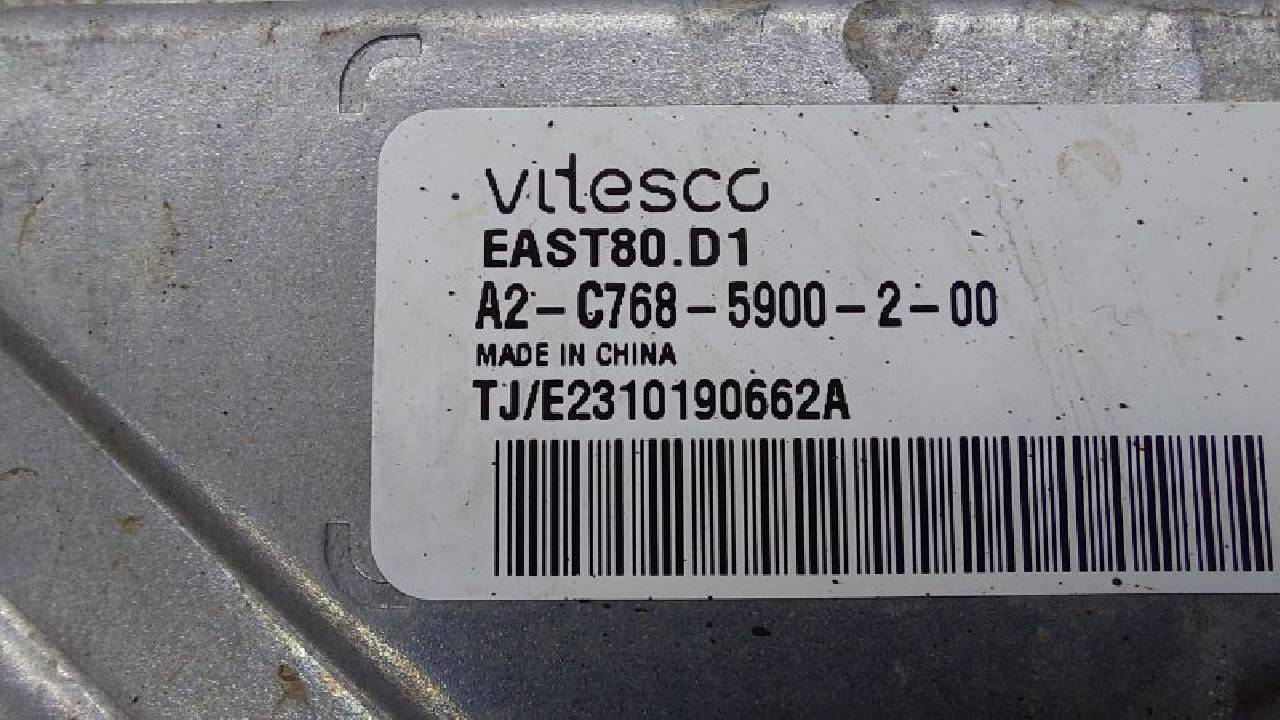 vitesco
EAST80.D1
A2-C768-5900-2-00
MADE IN CHINA
TJ/E2310190662A